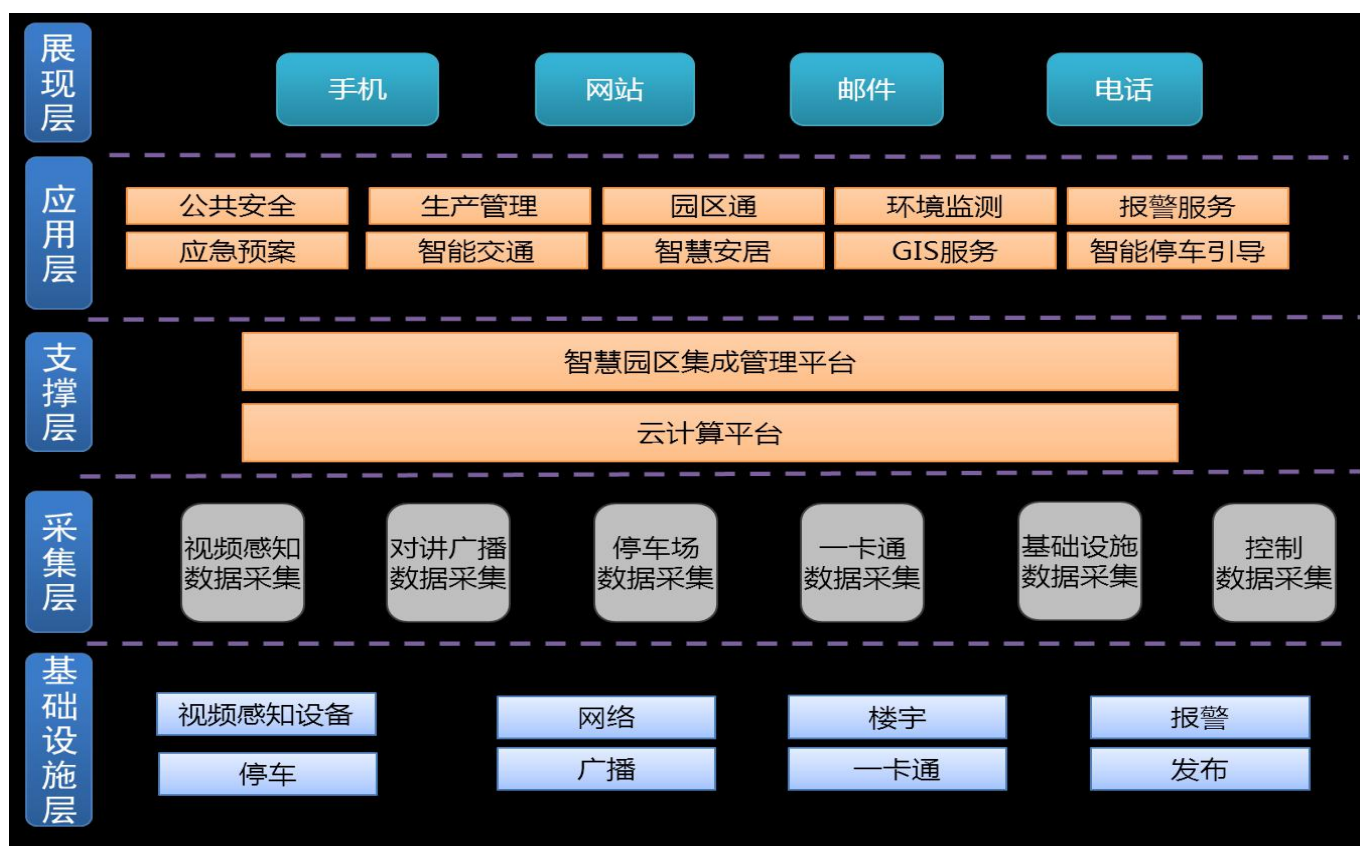 展现层
手机
网站
邮件
电话
应用层
公共安全
生产管理
园区通
环境监测
报警服务
应急预案
智能交通
智慧安居
GIS服务
智能停车引导
支撑层
智慧园区集成管理平台
云计算平台
采集层
视频感知
数据采集
对讲广播
数据采集
停车场
数据采集
一卡通
数据采集
基础设施
数据采集
控制
数据采集
基础设施层
视频感知设备
网络
楼宇
报警
停车
广播
一卡通
发布